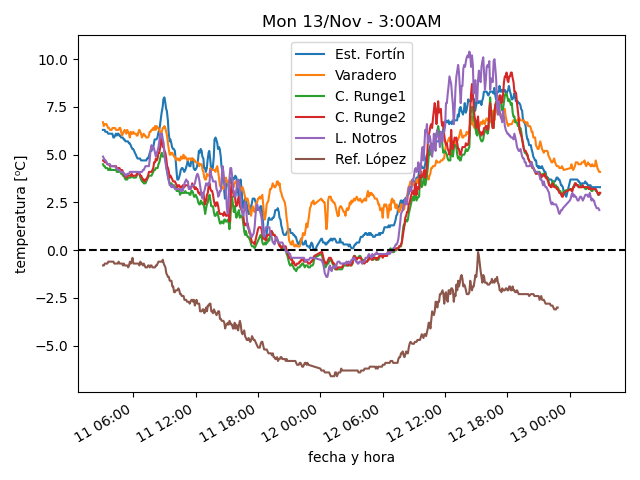 Mon 13/Nov - 3:00AM
Est. Fortín
Varadero
C. Runge1
C. Runge2
L. Notros
Ref. López
temperatura [ºC]
10.0
7.5
5.0
2.5
0.0
−2.5
−5.0
11 06:00
11 12:00
11 18:00
12 00:00
12 06:00
12 12:00
12 18:00
13 00:00
fecha y hora